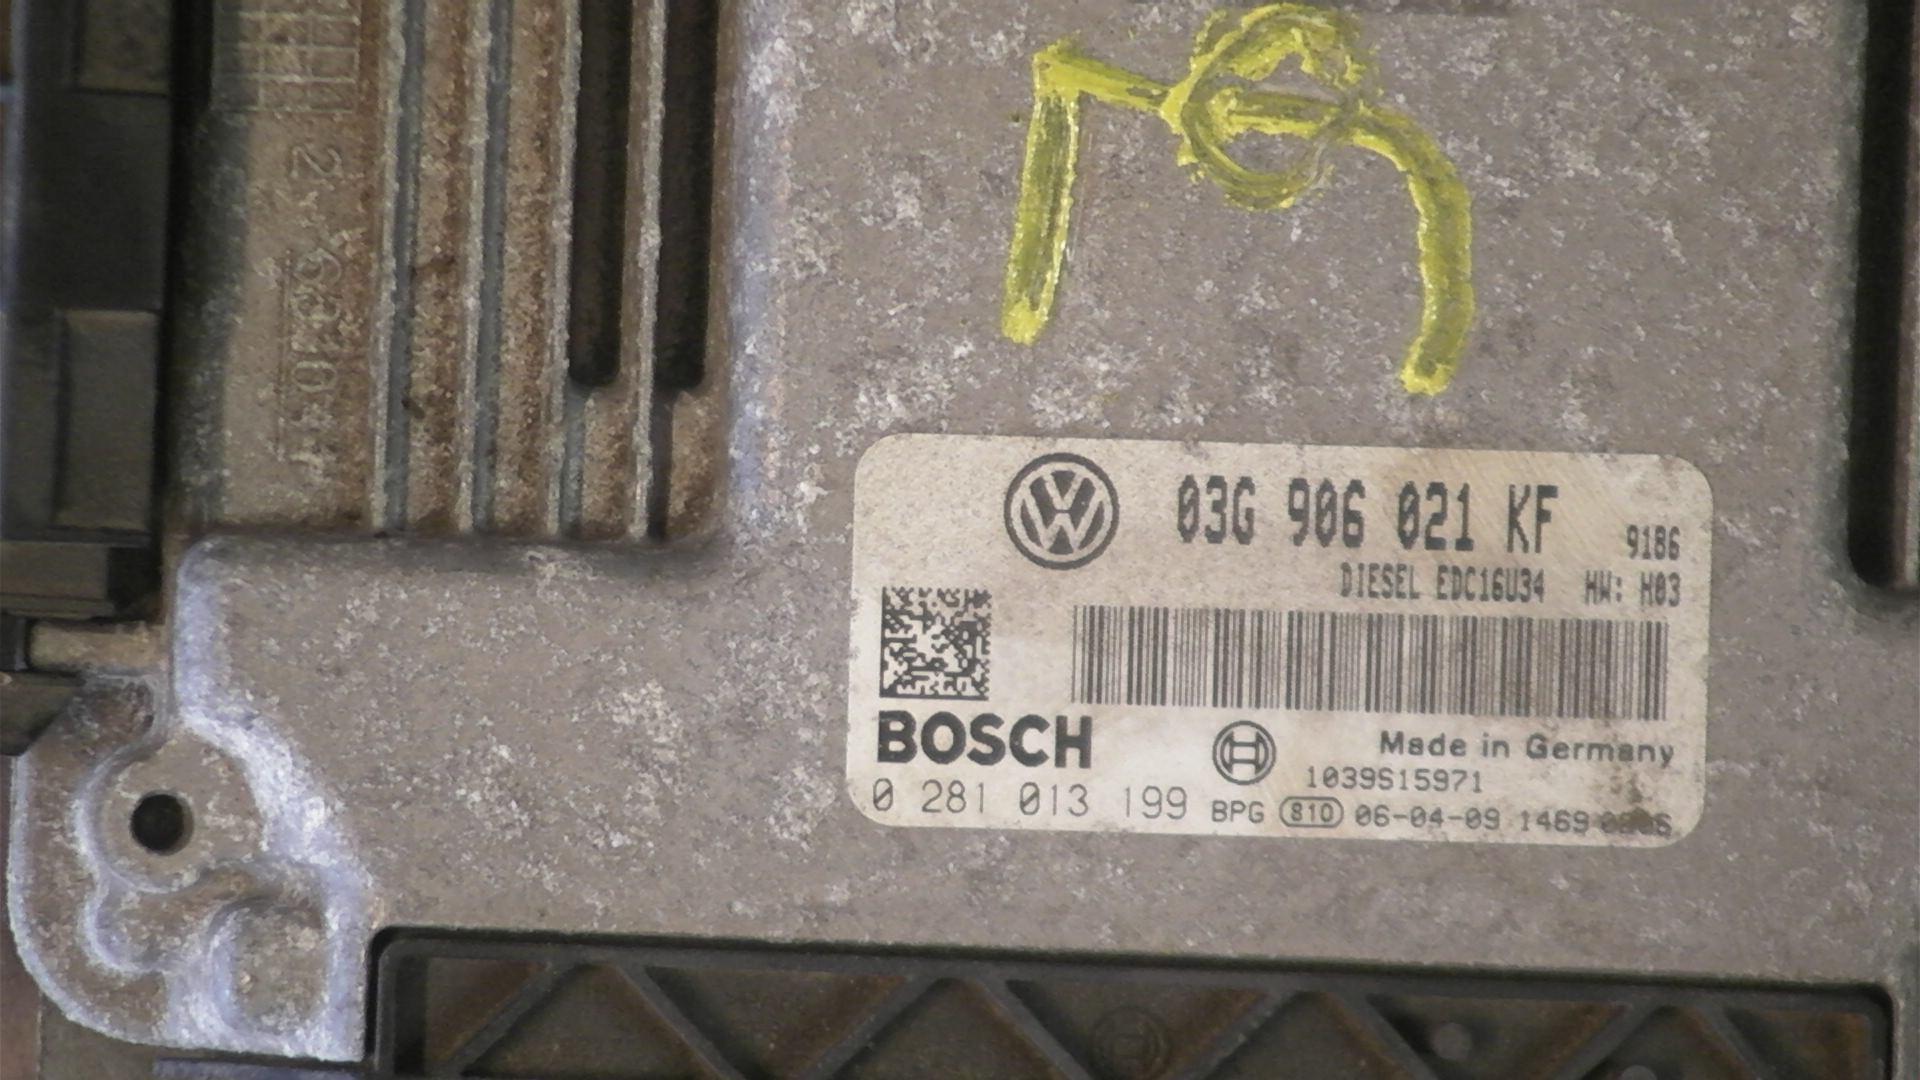 03G 906 021 KF 9186
DIESEL EDC16U34 HW: H03
BOSCH
Made in Germany
1039S15971
0 281 013 199 BPG 810 06-04-09 1469